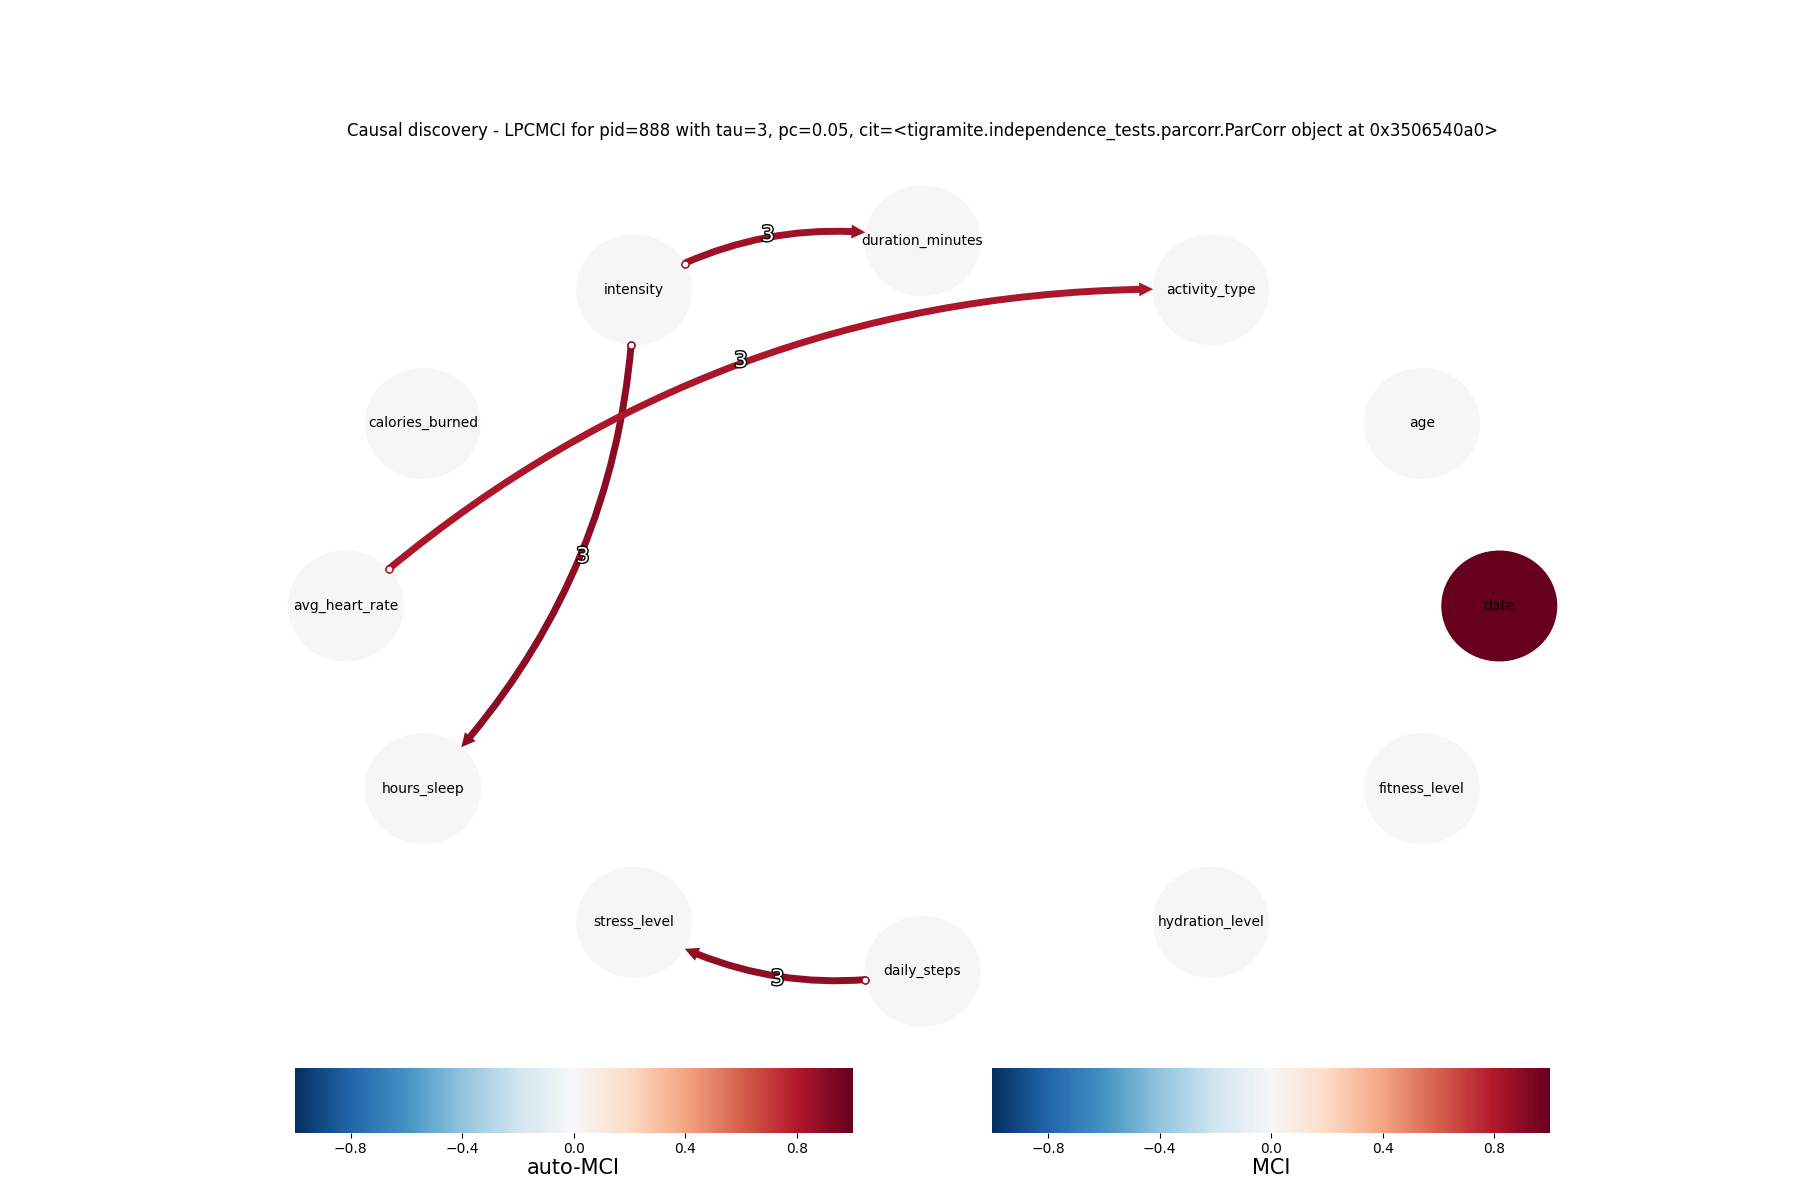 Causal discovery - LPCMCI for pid=888 with tau=3, pc=0.05, cit=<tigramite.independence_tests.parcorr.ParCorr object at 0x3506540a0>
3
duration_minutes
intensity
activity_type
3
calories_burned
age
3
avg_heart_rate
date
hours_sleep
fitness_level
stress_level
hydration_level
3
daily_steps
−0.8 −0.4 0.0 0.4 0.8
auto-MCI
−0.8 −0.4 0.0 0.4 0.8
MCI